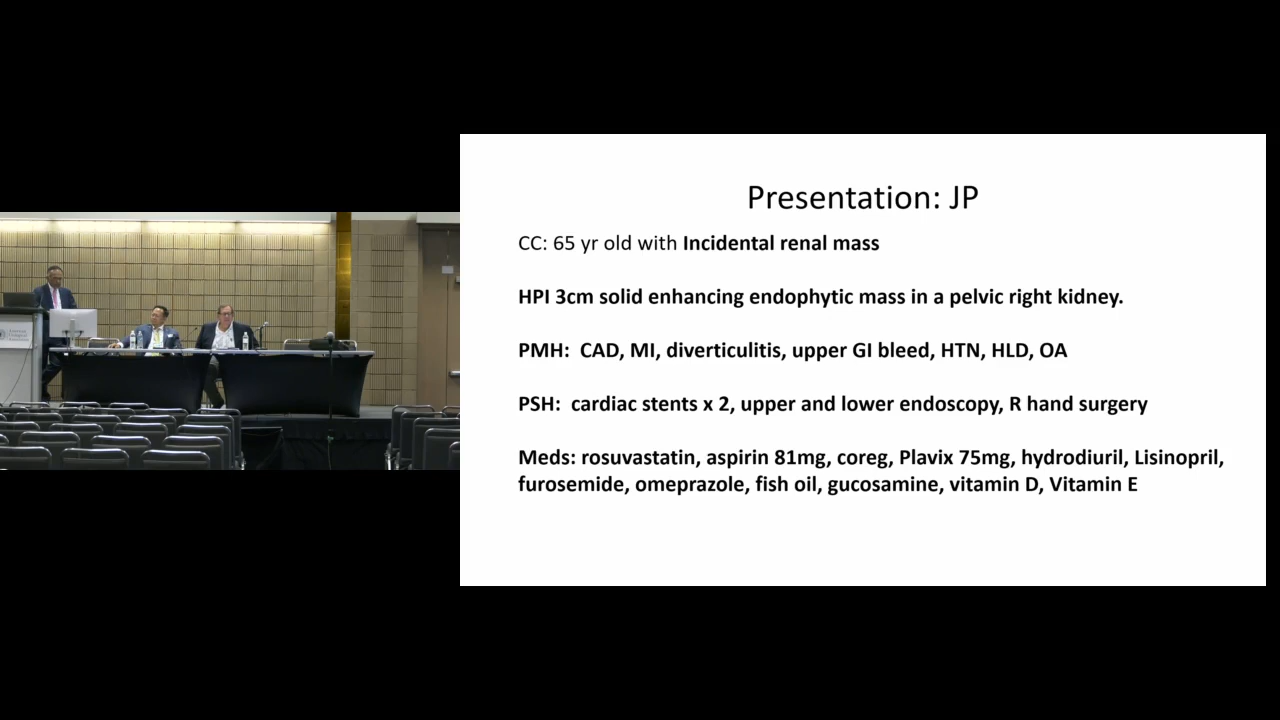 Presentation: JP
CC: 65 yr old with Incidental renal mass
HPI 3cm solid enhancing endophytic mass in a pelvic right kidney.
PMH:  CAD, MI, diverticulitis, upper GI bleed, HTN, HLD, OA
PSH:  cardiac stents x 2, upper and lower endoscopy, R hand surgery
Meds: rosuvastatin, aspirin 81mg, coreg, Plavix 75mg, hydrodiuril, Lisinopril,
furosemide, omeprazole, fish oil, gucosamine, vitamin D, Vitamin E